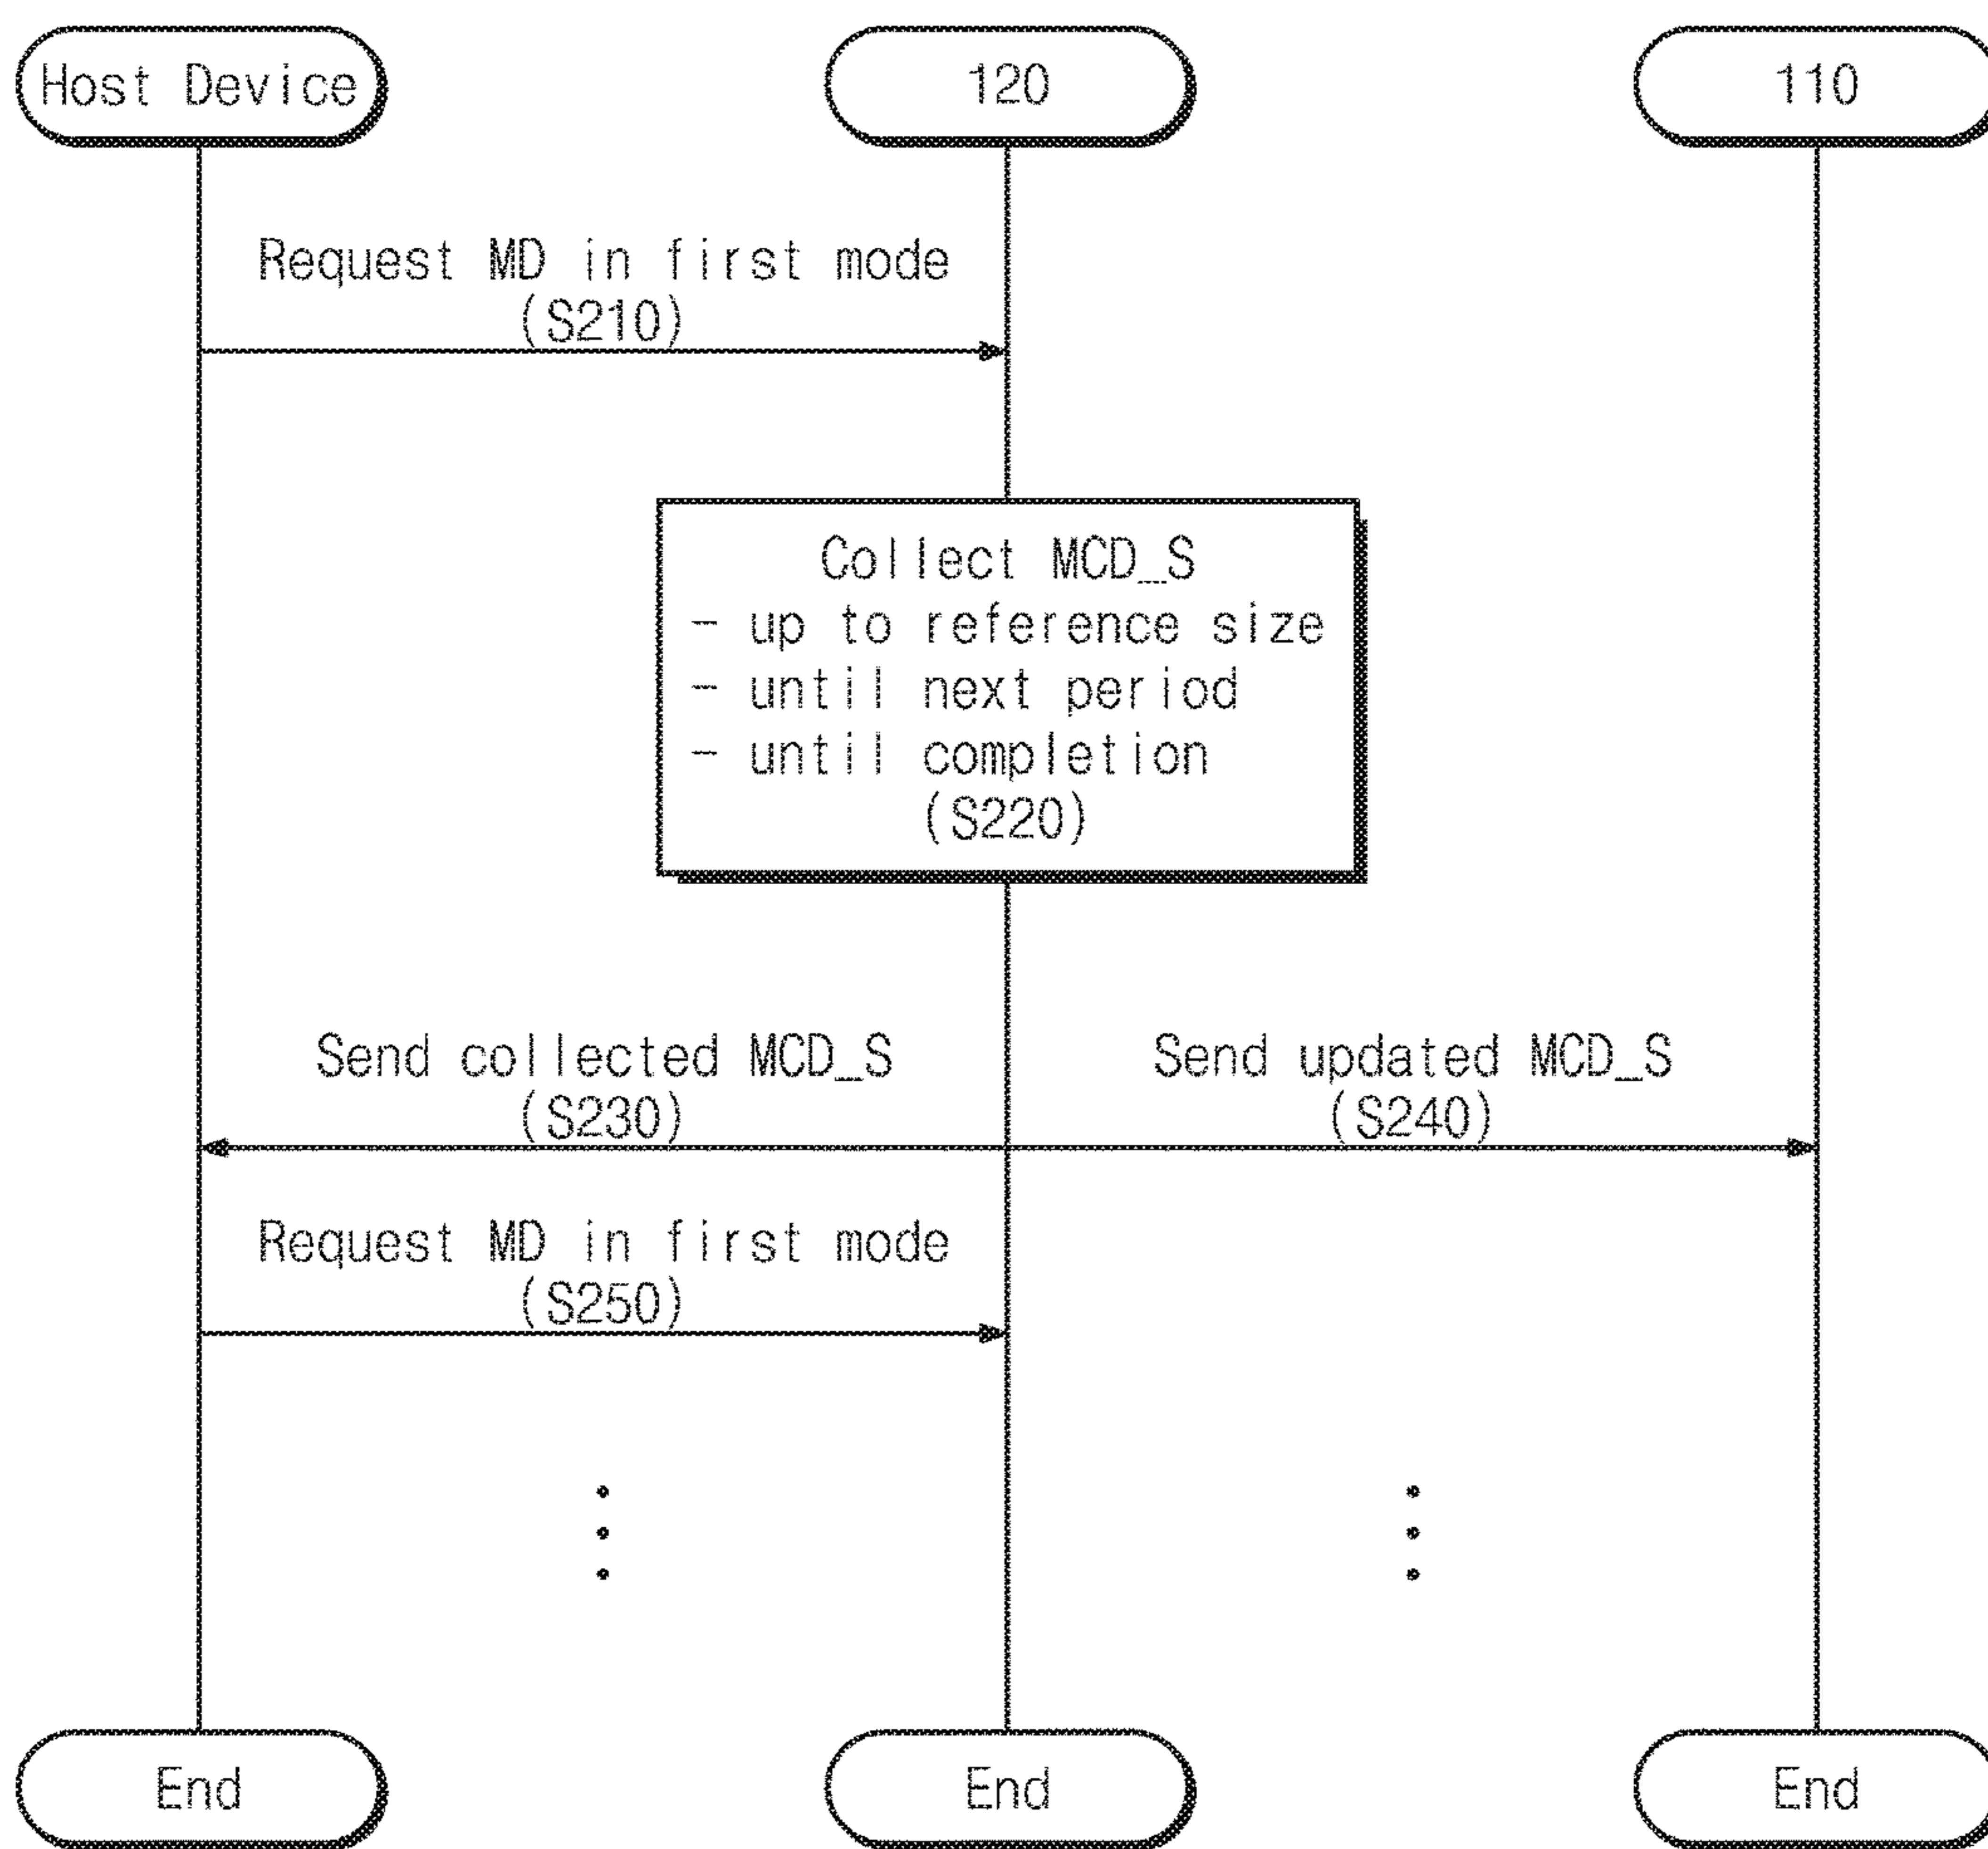 Host Device
120
110
Request MD in first mode
(S210)
Collect MCD_S
- up to reference size
- until next period
- until completion
(S220)
Send collected MCD_S
(S230)
Send updated MCD_S
(S240)
Request MD in first mode
(S250)
End
End
End